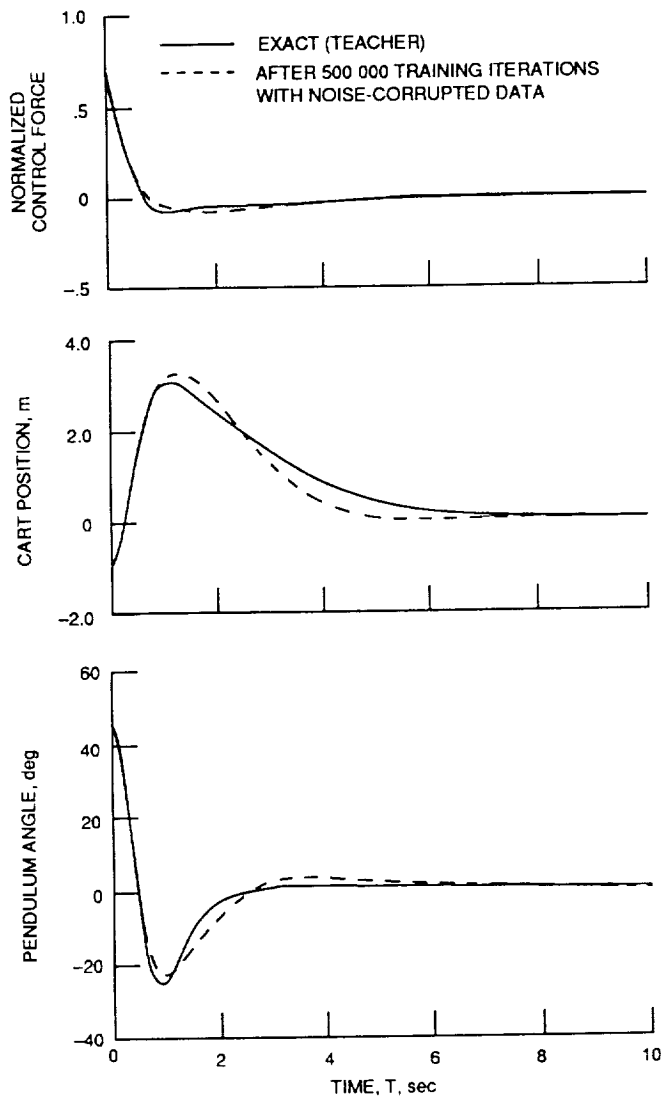 1.0
.5
0
-.5
NORMALIZED
CONTROL FORCE
EXACT (TEACHER)
AFTER 500 000 TRAINING ITERATIONS
WITH NOISE-CORRUPTED DATA
4.0
2.0
0
-2.0
CART POSITION, m
60
40
20
0
-20
-40
PENDULUM ANGLE, deg
0 2 4 6 8 10
TIME, T, sec